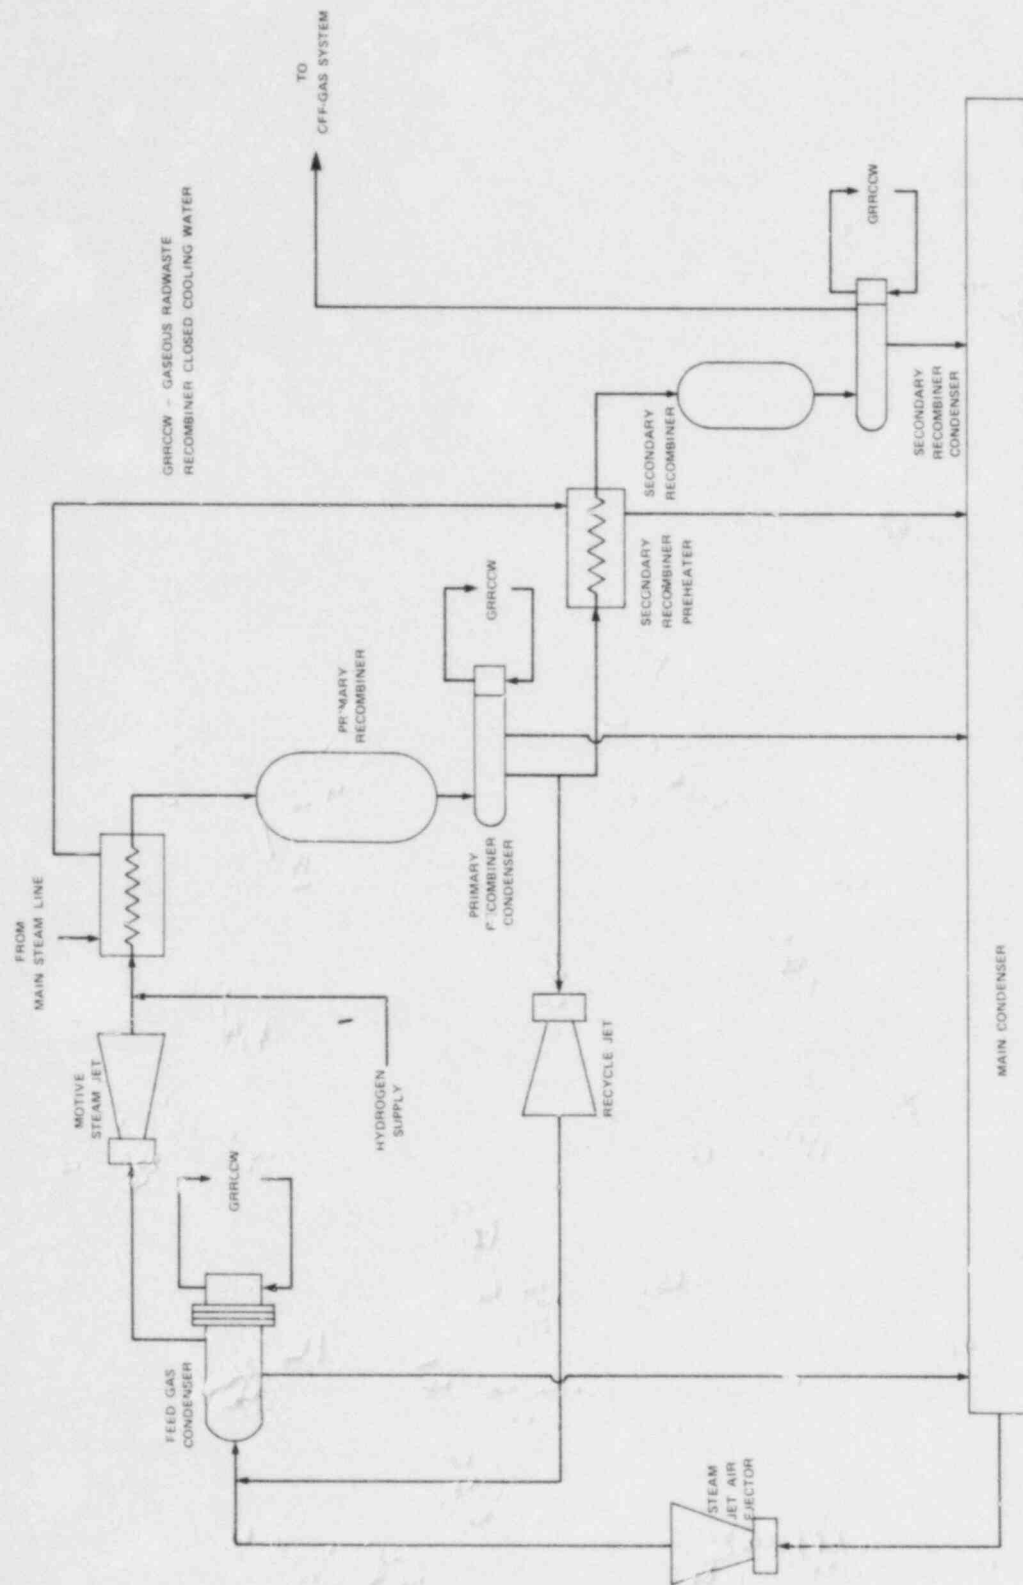 TO
OFF-GAS SYSTEM
GRRCCW - GASEOUS RADWASTE
RECOMBINER CLOSED COOLING WATER
FROM
MAIN STEAM LINE
MOTIVE
STEAM JET
HYDROGEN
SUPPLY
GRRCCW
FEED GAS
CONDENSER
PRIMARY
RECOMBINER
GRRCCW
PRIMARY
RECOMBINER
CONDENSER
RECYCLE JET
SECONDARY
RECOMBINER
PREHEATER
SECONDARY
RECOMBINER
GRRCCW
SECONDARY
RECOMBINER
CONDENSER
STEAM
JET AIR
EJECTOR
MAIN CONDENSER